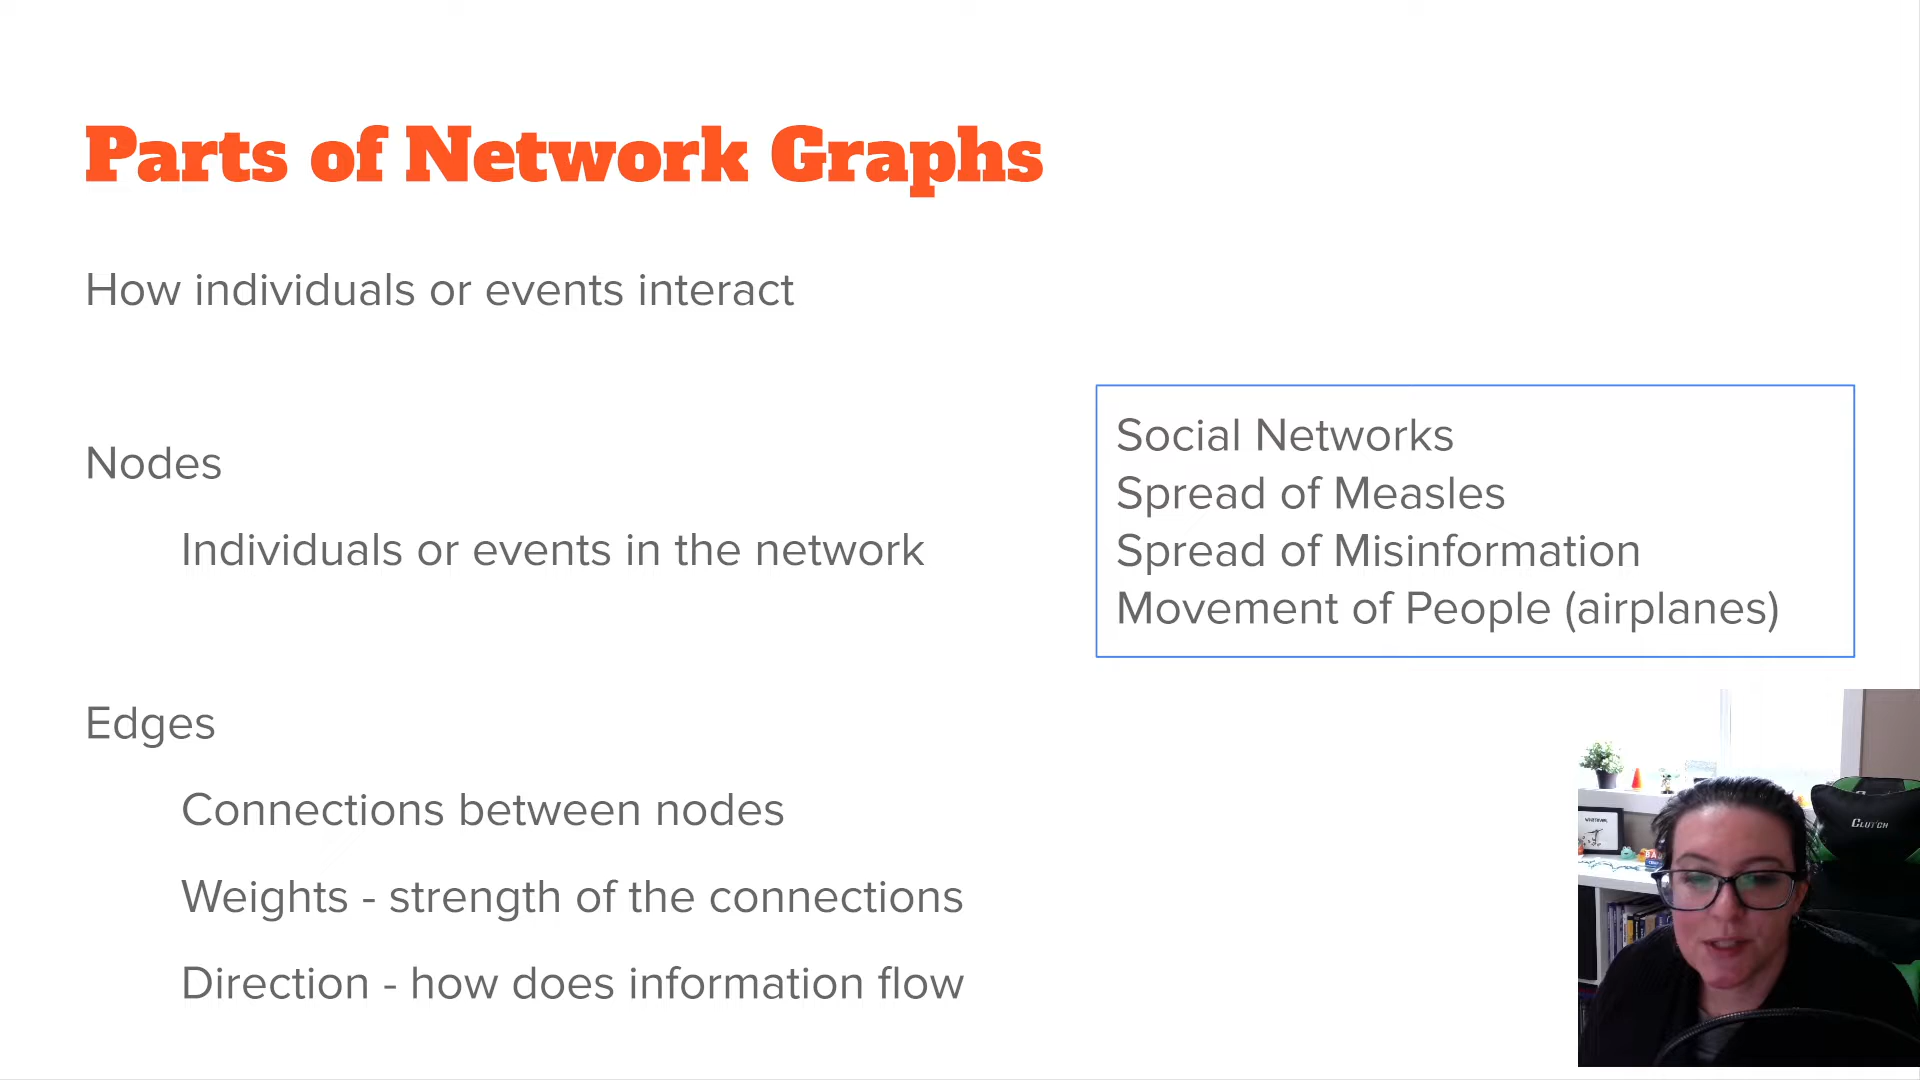 Parts of Network Graphs
How individuals or events interact
Nodes
Individuals or events in the network
Social Networks
Spread of Measles
Spread of Misinformation
Movement of People (airplanes)
Edges
Connections between nodes
Weights - strength of the connections
Direction - how does information flow
CLUTCH